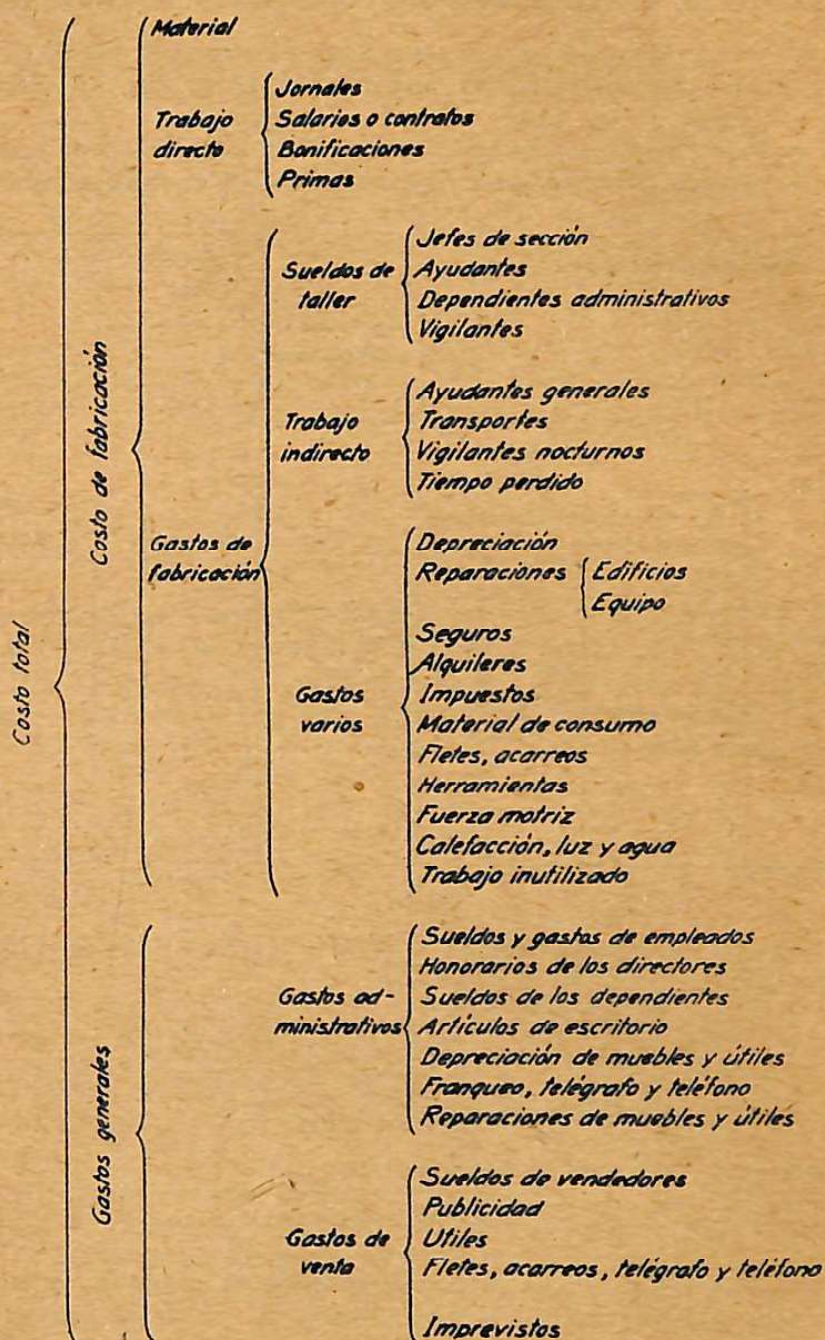 Costo total
Costo de fabricación
Material
Trabajo
directo
Jornales
Salarios o contratos
Bonificaciones
Primas
Gastos de
fabricación
Sueldos de
taller
Jefes de sección
Ayudantes
Dependientes administrativos
Vigilantes
Trabajo
indirecto
Ayudantes generales
Transportes
Vigilantes nocturnos
Tiempo perdido
Gastos
varios
Depreciación
Reparaciones
Edificios
Equipo
Seguros
Alquileres
Impuestos
Material de consumo
Fletes, acarreos
Herramientas
Fuerza motriz
Calefacción, luz y agua
Trabajo inutilizado
Gastos generales
Gastos ad-
ministrativos
Sueldos y gastos de empleados
Honorarios de los directores
Sueldos de los dependientes
Artículos de escritorio
Depreciación de muebles y útiles
Franqueo, telégrafo y teléfono
Reparaciones de muebles y útiles
Gastos de
venta
Sueldos de vendedores
Publicidad
Utiles
Fletes, acarreos, telégrafo y teléfono
Imprevistos